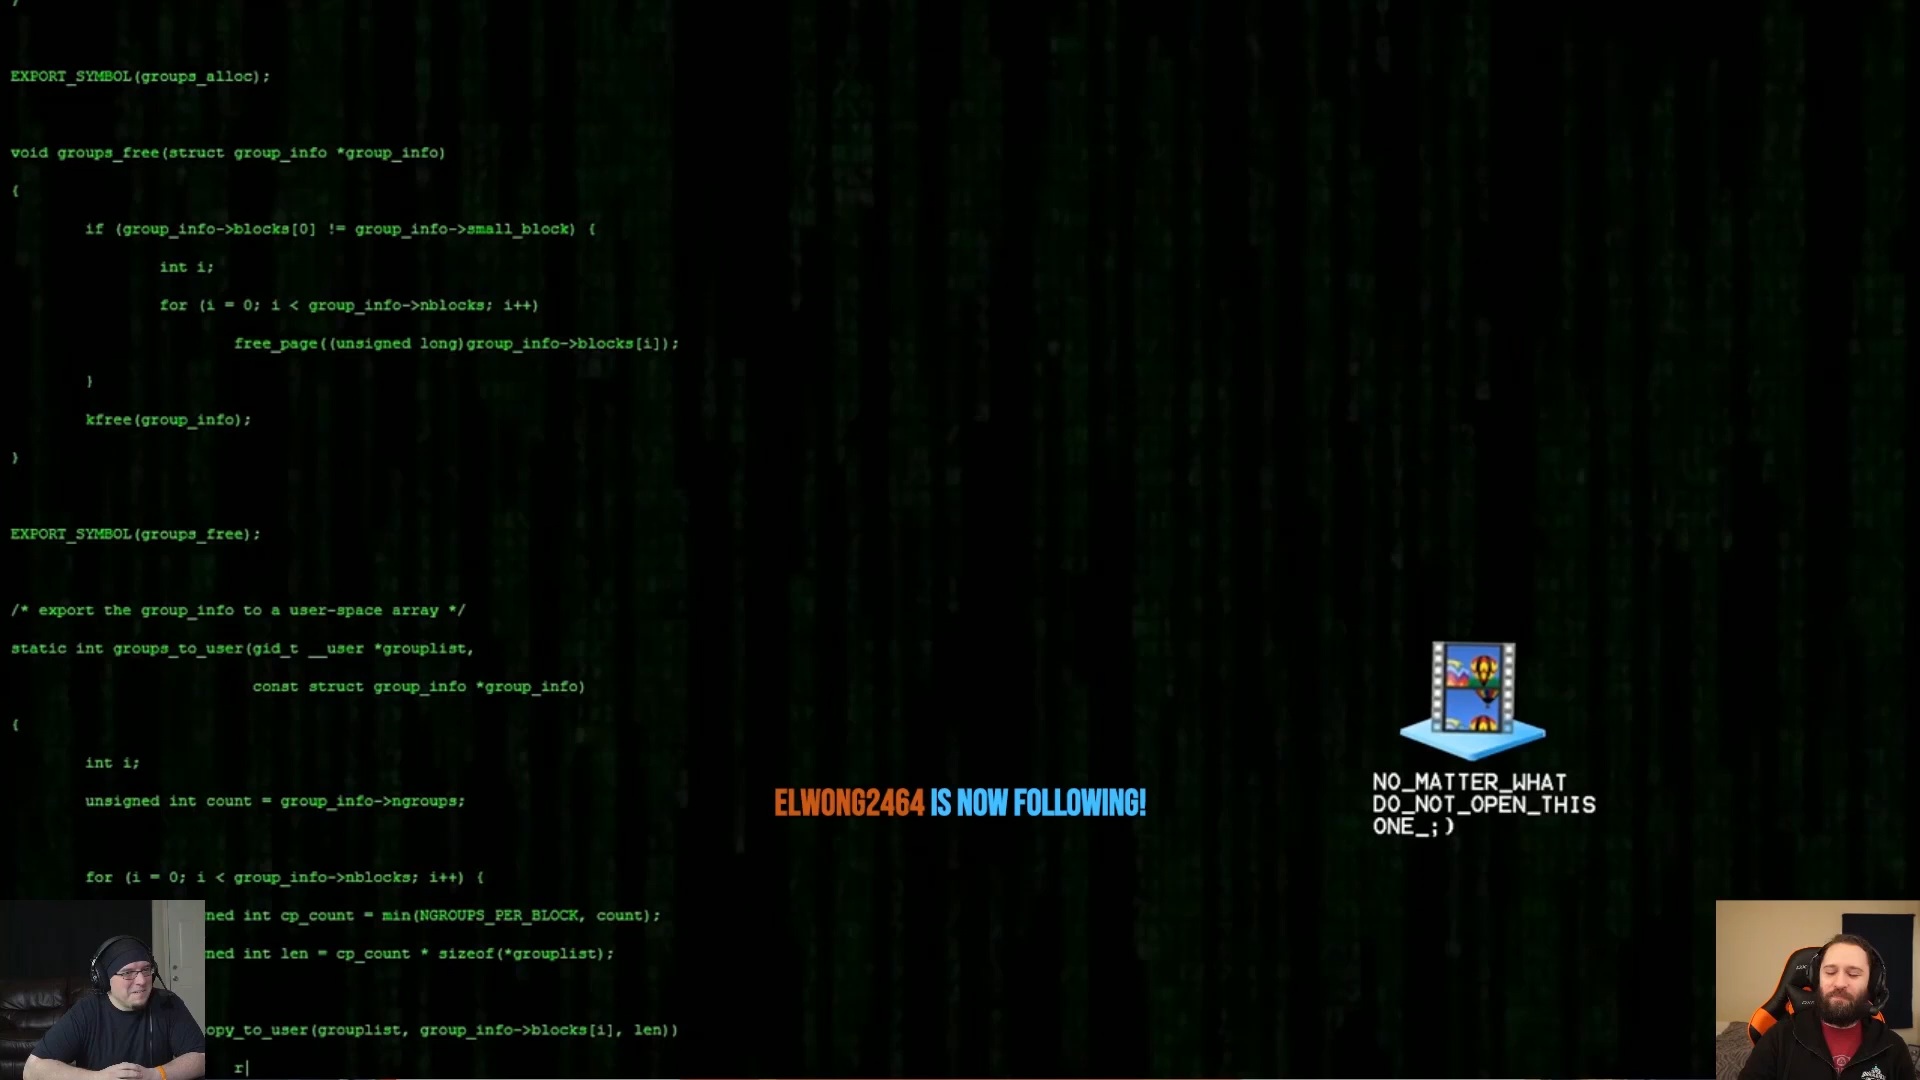 EXPORT_SYMBOL(groups_alloc);
void groups_free(struct group_info *group_info)
{
if (group_info->blocks[0] != group_info->small_block) {
int i;
for (i = 0; i < group_info->nblocks; i++)
free_page((unsigned long)group_info->blocks[i]);
}
kfree(group_info);
}
EXPORT_SYMBOL(groups_free);
/* export the group_info to a user-space array */
static int groups_to_user(gid_t __user *grouplist,
const struct group_info *group_info)
{
int i;
unsigned int count = group_info->ngroups;
for (i = 0; i < group_info->nblocks; i++) {
ned int cp_count = min(NGROUPS_PER_BLOCK, count);
ned int len = cp_count * sizeof(*grouplist);
opy_to_user(grouplist, group_info->blocks[i], len))
r|
ELWONG2464 IS NOW FOLLOWING!
NO_MATTER_WHAT
DO_NOT_OPEN_THIS
ONE_;)